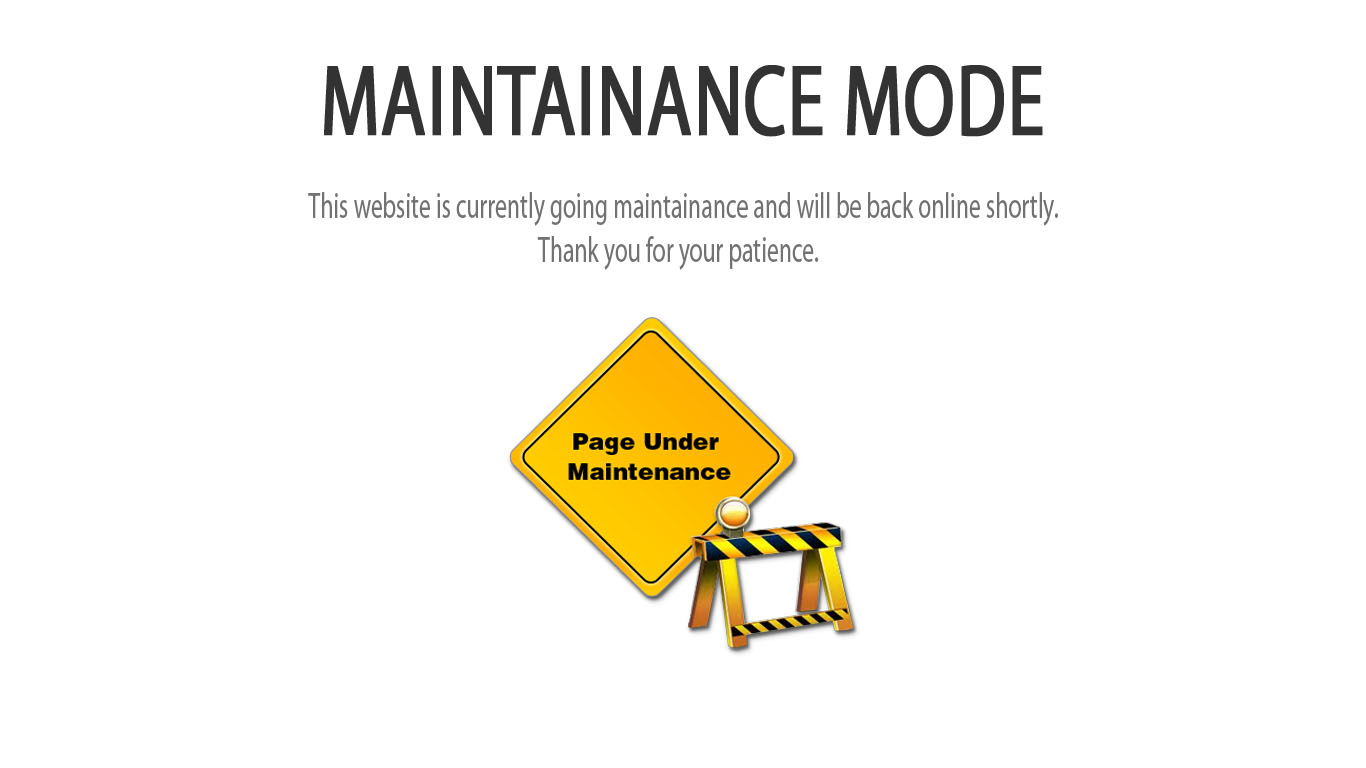 MAINTAINANCE MODE
This website is currently going maintainance and will be back online shortly.
Thank you for your patience.
Page Under
Maintenance